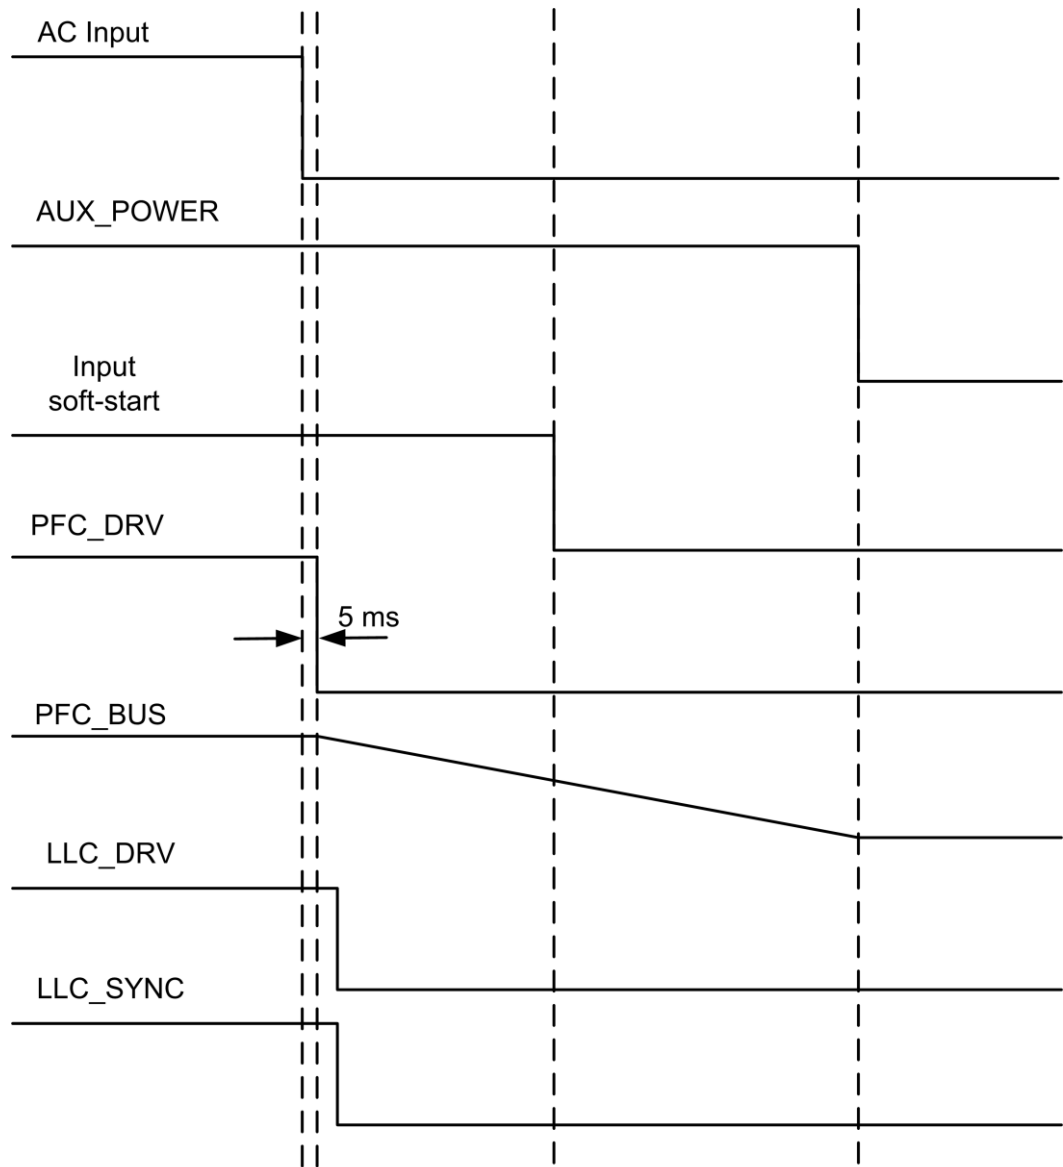 AC Input
AUX_POWER
Input
soft-start
PFC_DRV
5 ms
PFC_BUS
LLC_DRV
LLC_SYNC